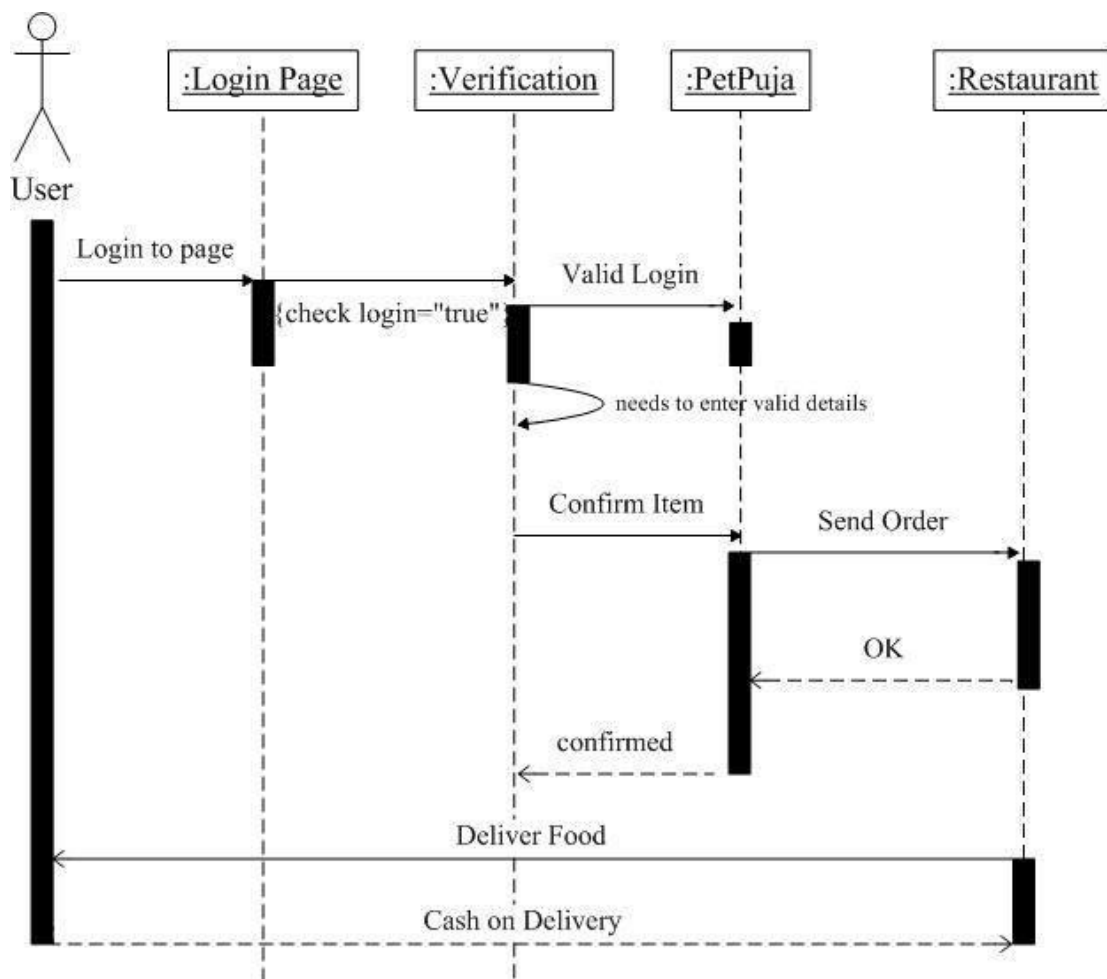 :Login Page
:Verification
:PetPuja
:Restaurant
User
Login to page
Valid Login
{check login="true"}
needs to enter valid details
Confirm Item
Send Order
OK
confirmed
Deliver Food
Cash on Delivery